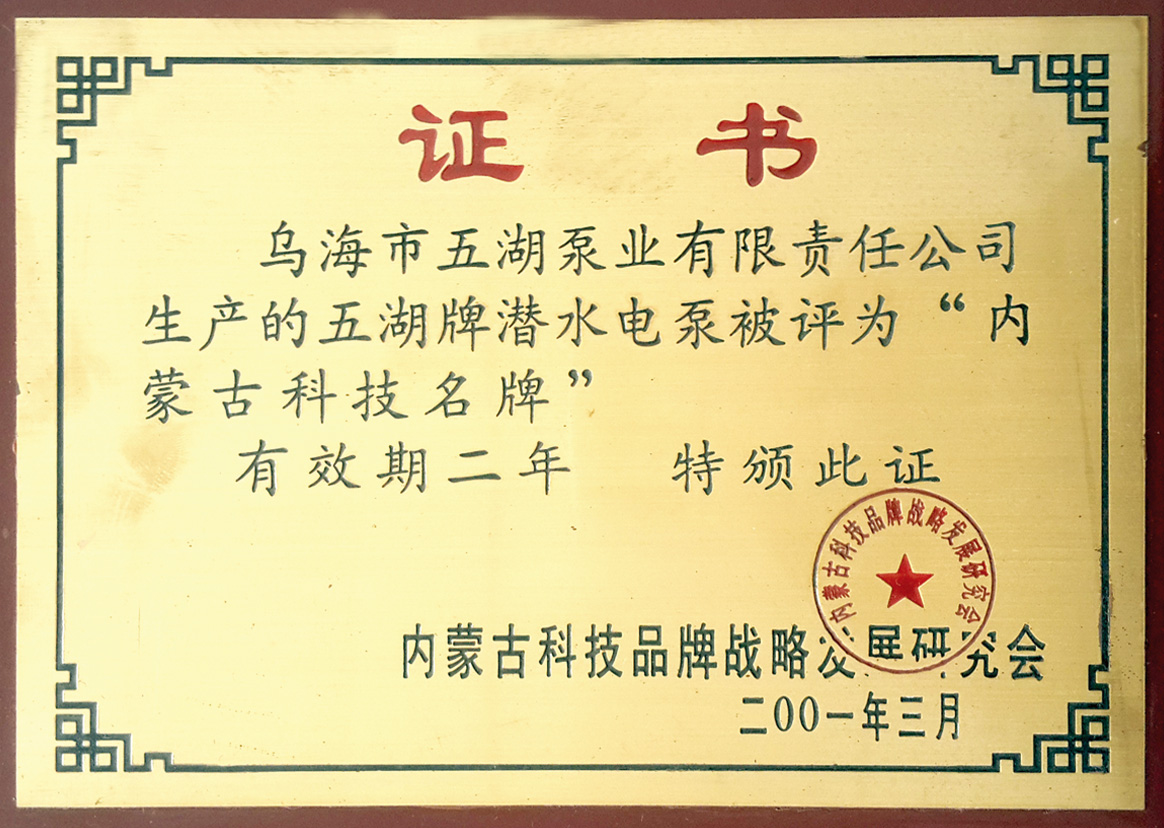 证书
乌海市五湖泵业有限责任公司
生产的五湖牌潜水电泵被评为“内
蒙古科技名牌”
有效期二年 特颁此证
内蒙古科技品牌战略发展研究会
内蒙古科技品牌战略发展研究会
二00一年三月